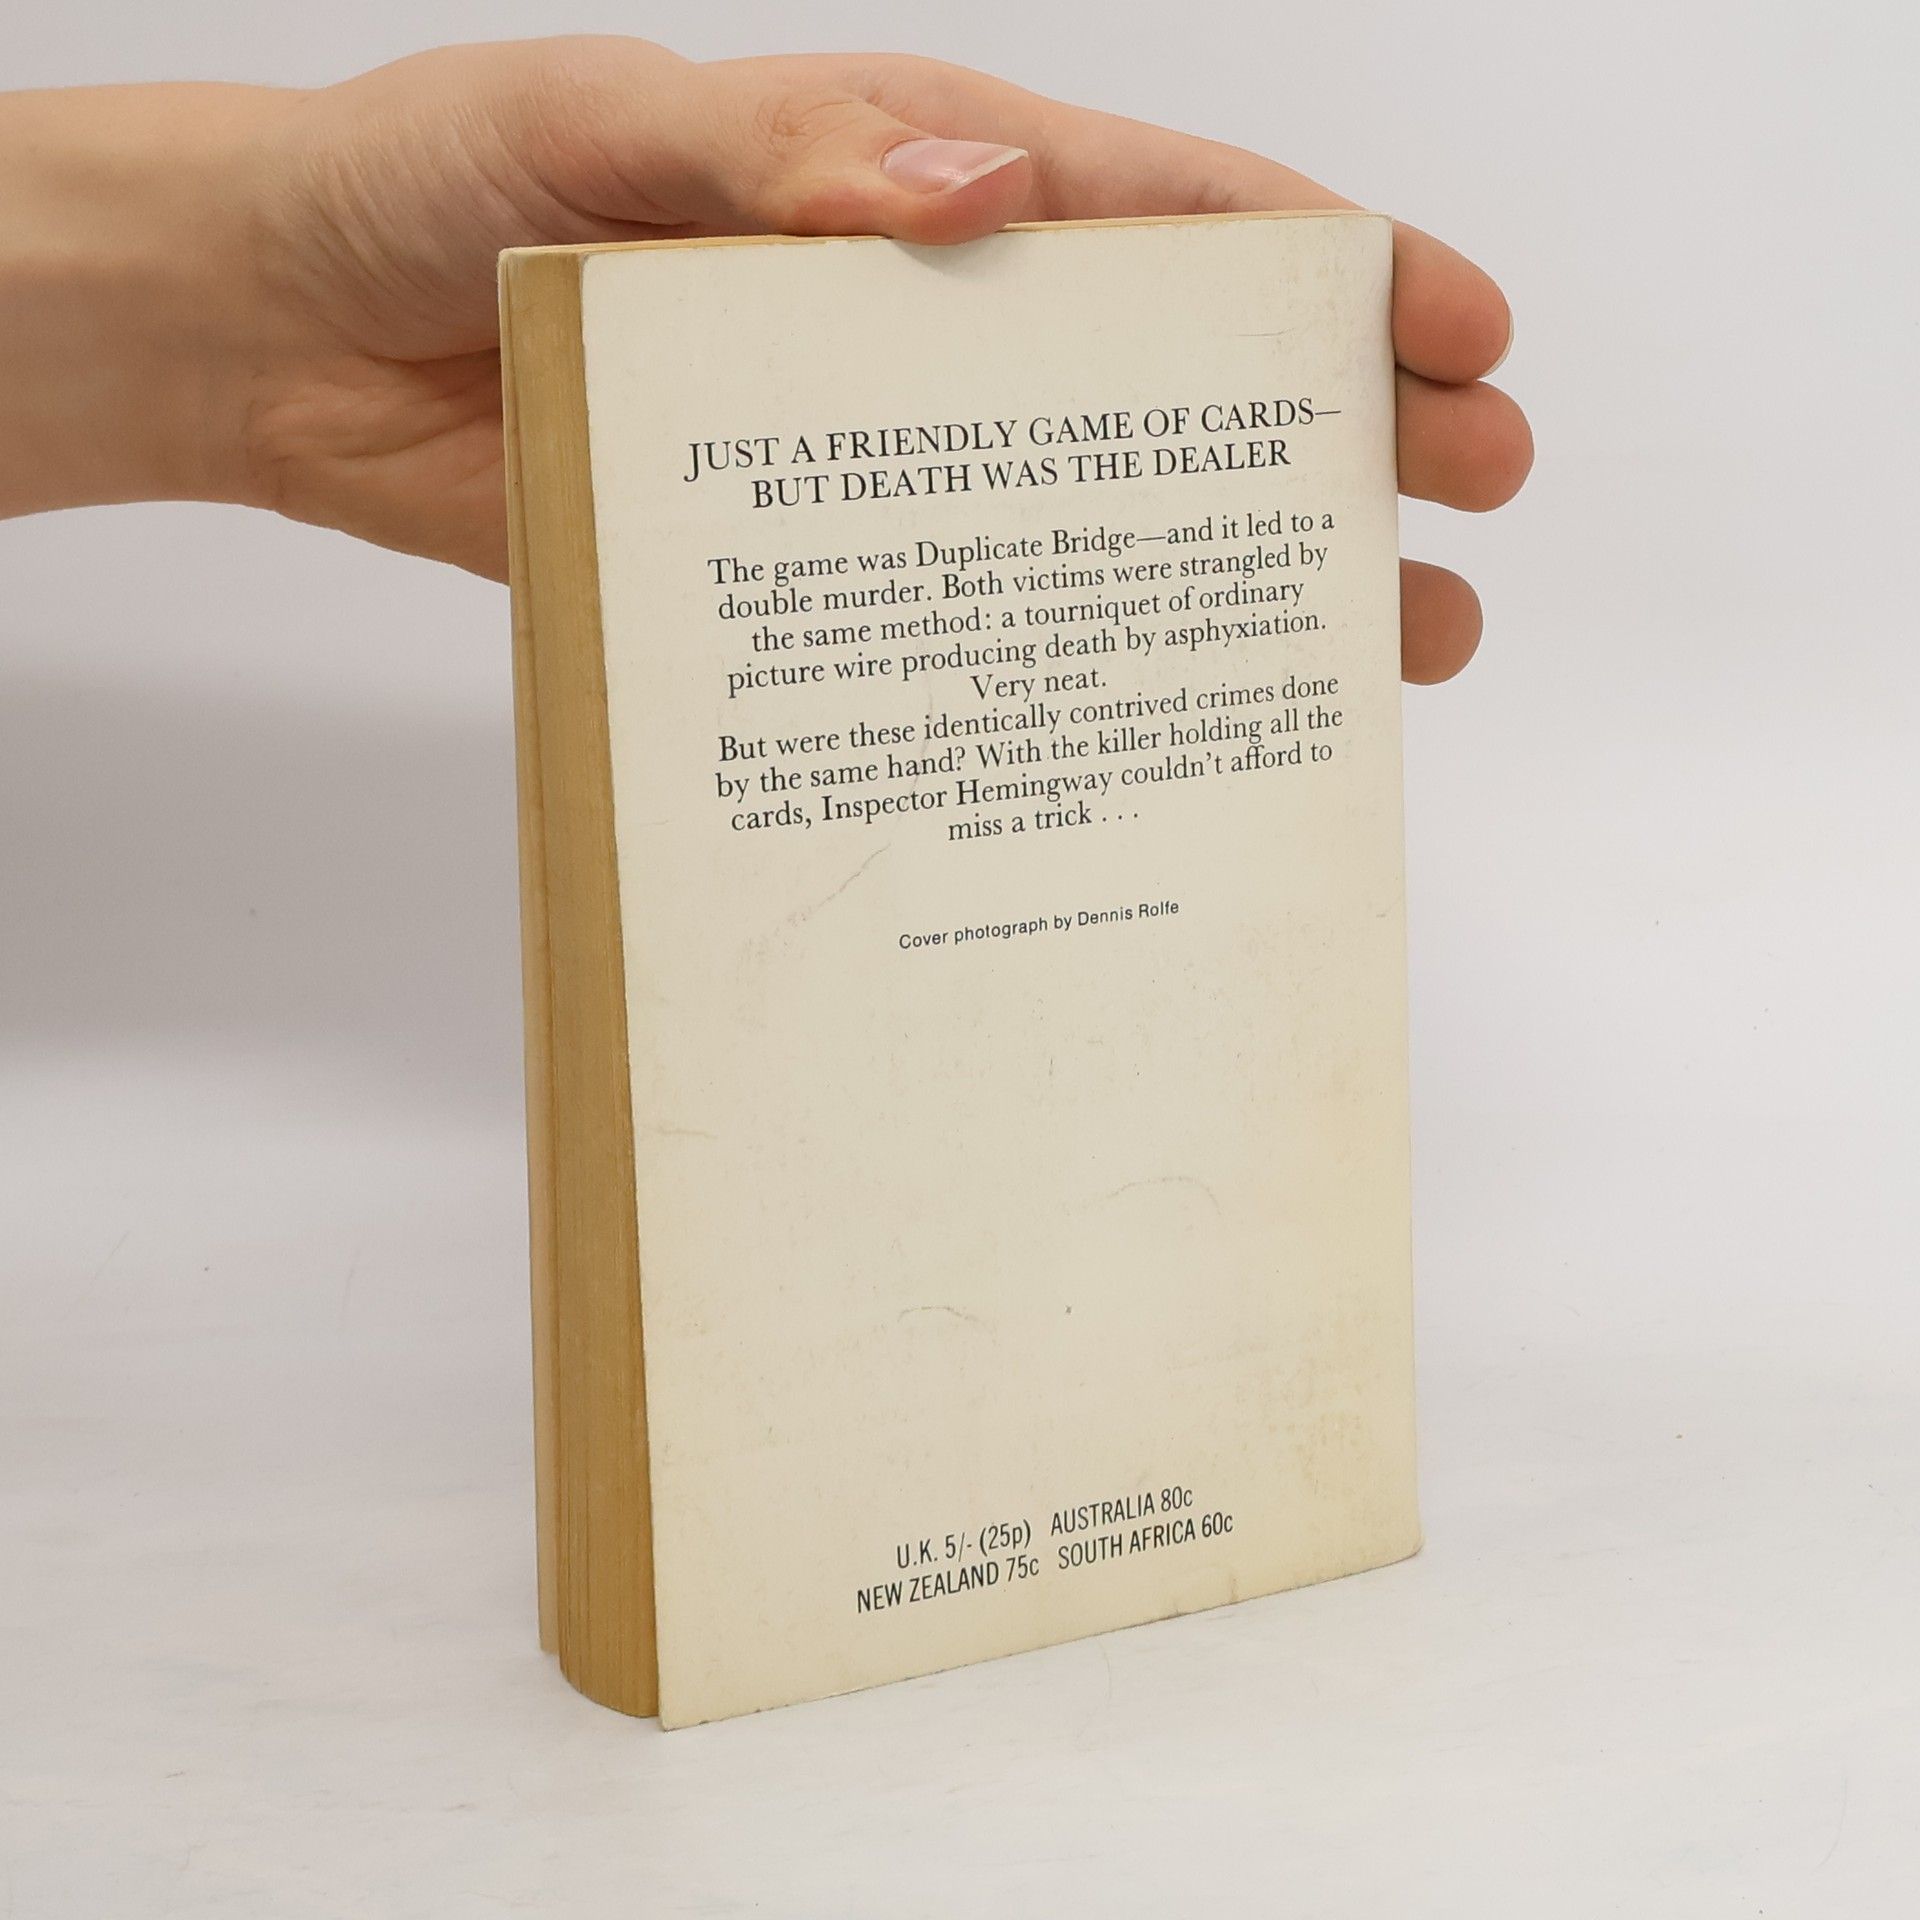 JUST A FRIENDLY GAME OF CARDS—
BUT DEATH WAS THE DEALER
The game was Duplicate Bridge—and it led to a
double murder. Both victims were strangled by
the same method: a tourniquet of ordinary
picture wire producing death by asphyxiation.
Very neat.
But were these identically contrived crimes done
by the same hand? With the killer holding all the
cards, Inspector Hemingway couldn't afford to
miss a trick . . .
Cover photograph by Dennis Rolfe
U.K. 5/- (25p) AUSTRALIA 80c
NEW ZEALAND 75c SOUTH AFRICA 60c